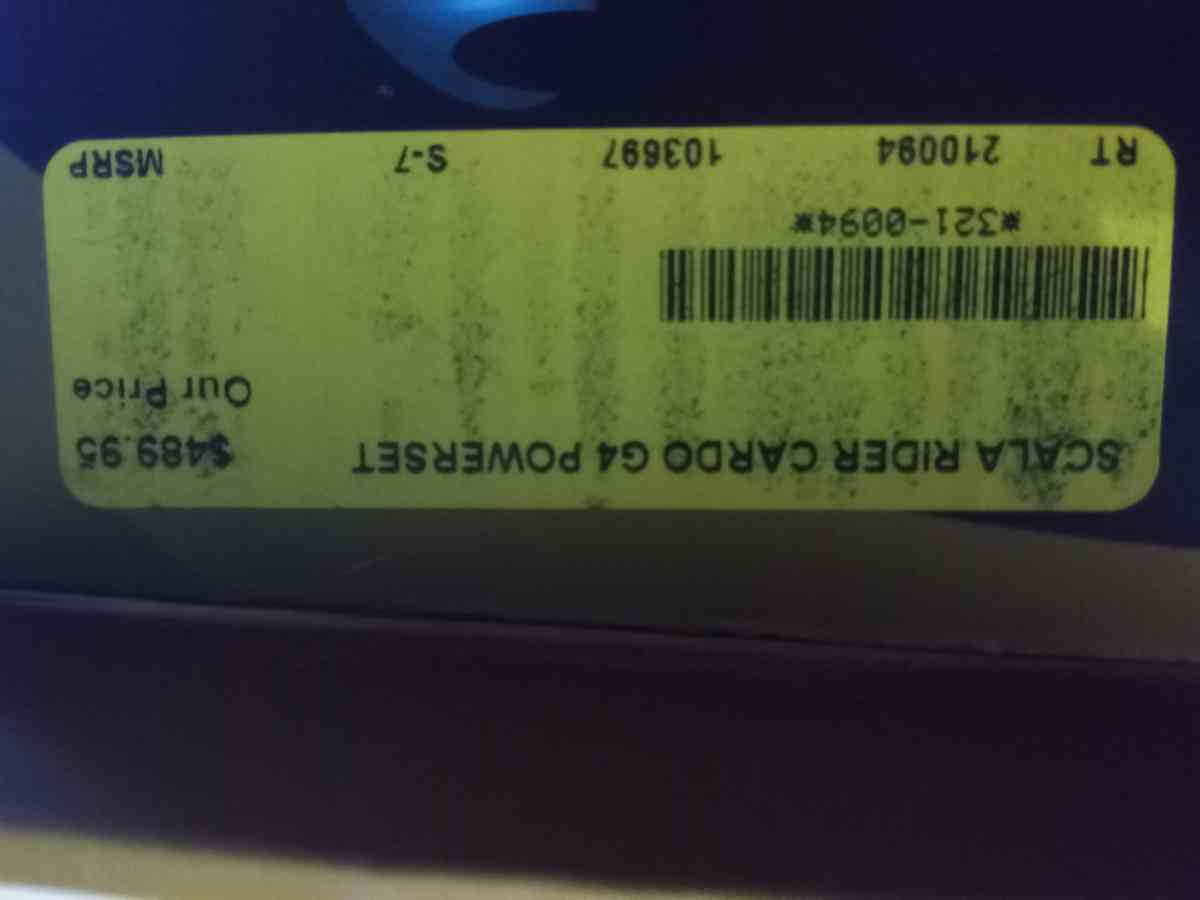 SCALA RIDER CARDO G4 POWERSET $489.95
Our Price
*321-0094*
RT 210094 103697 S-7 MSRP